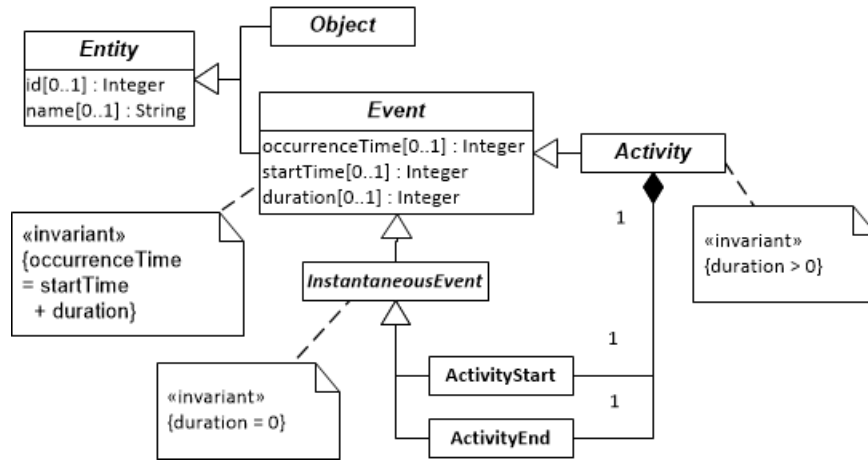 Object
Entity
id[0..1] : Integer
name[0..1] : String
Event
occurrenceTime[0..1] : Integer
startTime[0..1] : Integer
duration[0..1] : Integer
Activity
«invariant»
{occurrenceTime
= startTime
+ duration}
1
«invariant»
{duration > 0}
InstantaneousEvent
1
ActivityStart
«invariant»
{duration = 0}
1
ActivityEnd